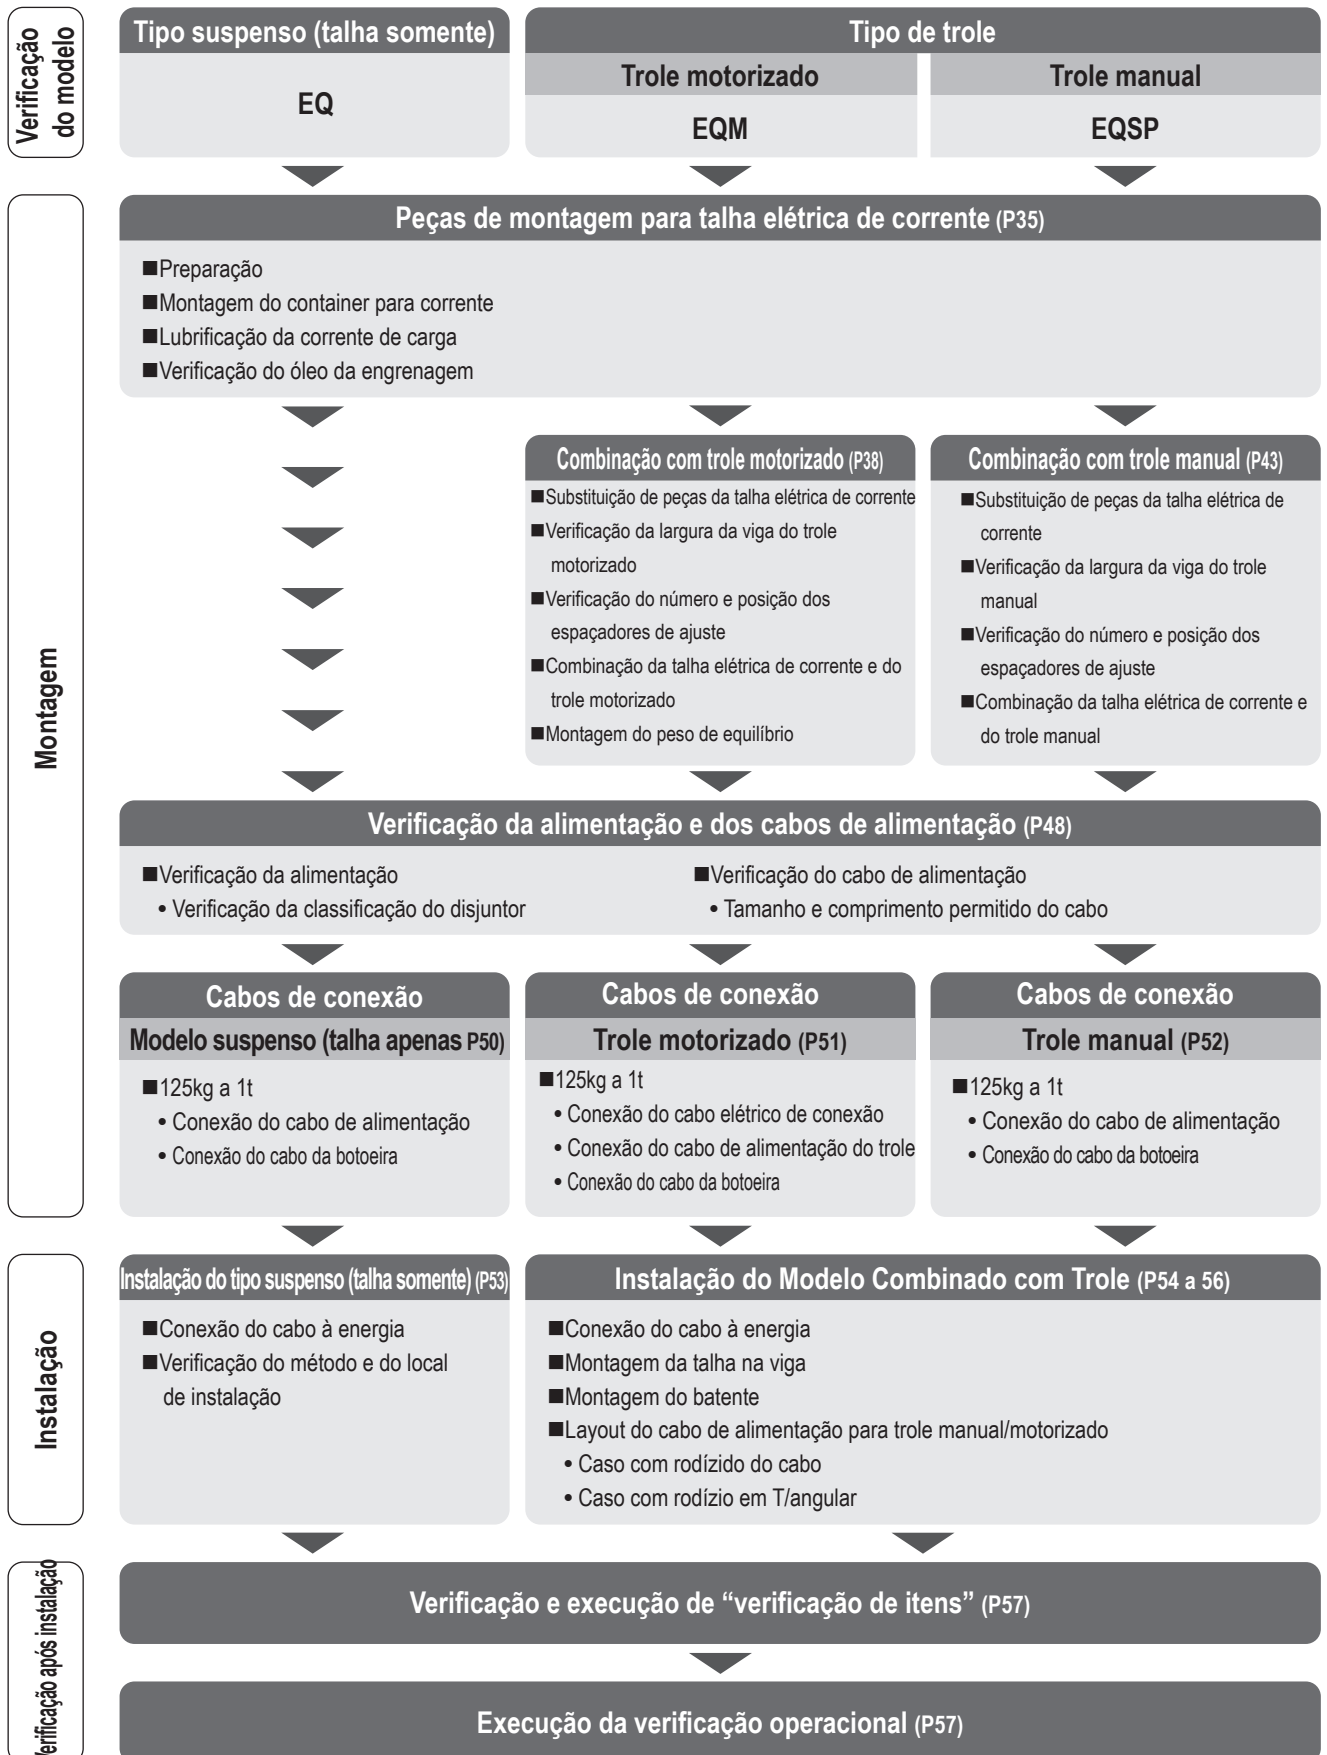 Verificação
do modelo
Tipo suspenso (talha somente)
EQ
Tipo de trole
Trole motorizado
EQM
Trole manual
EQSP
Montagem
Peças de montagem para talha elétrica de corrente (P35)
■Preparação
■Montagem do container para corrente
■Lubrificação da corrente de carga
■Verificação do óleo da engrenagem
Combinação com trole motorizado (P38)
■Substituição de peças da talha elétrica de corrente
■Verificação da largura da viga do trole
motorizado
■Verificação do número e posição dos
espaçadores de ajuste
■Combinação da talha elétrica de corrente e do
trole motorizado
■Montagem do peso de equilíbrio
Combinação com trole manual (P43)
■Substituição de peças da talha elétrica de
corrente
■Verificação da largura da viga do trole
manual
■Verificação do número e posição dos
espaçadores de ajuste
■Combinação da talha elétrica de corrente e
do trole manual
Verificação da alimentação e dos cabos de alimentação (P48)
■Verificação da alimentação
• Verificação da classificação do disjuntor
■Verificação do cabo de alimentação
• Tamanho e comprimento permitido do cabo
Cabos de conexão
Modelo suspenso (talha apenas P50)
■125kg a 1t
• Conexão do cabo de alimentação
• Conexão do cabo da botoeira
Cabos de conexão
Trole motorizado (P51)
■125kg a 1t
• Conexão do cabo elétrico de conexão
• Conexão do cabo de alimentação do trole
• Conexão do cabo da botoeira
Cabos de conexão
Trole manual (P52)
■125kg a 1t
• Conexão do cabo de alimentação
• Conexão do cabo da botoeira
Instalação
Instalação do tipo suspenso (talha somente) (P53)
■Conexão do cabo à energia
■Verificação do método e do local
de instalação
Instalação do Modelo Combinado com Trole (P54 a 56)
■Conexão do cabo à energia
■Montagem da talha na viga
■Montagem do batente
■Layout do cabo de alimentação para trole manual/motorizado
• Caso com rodízido do cabo
• Caso com rodízio em T/angular
Verificação após instalação
Verificação e execução de “verificação de itens” (P57)
Execução da verificação operacional (P57)